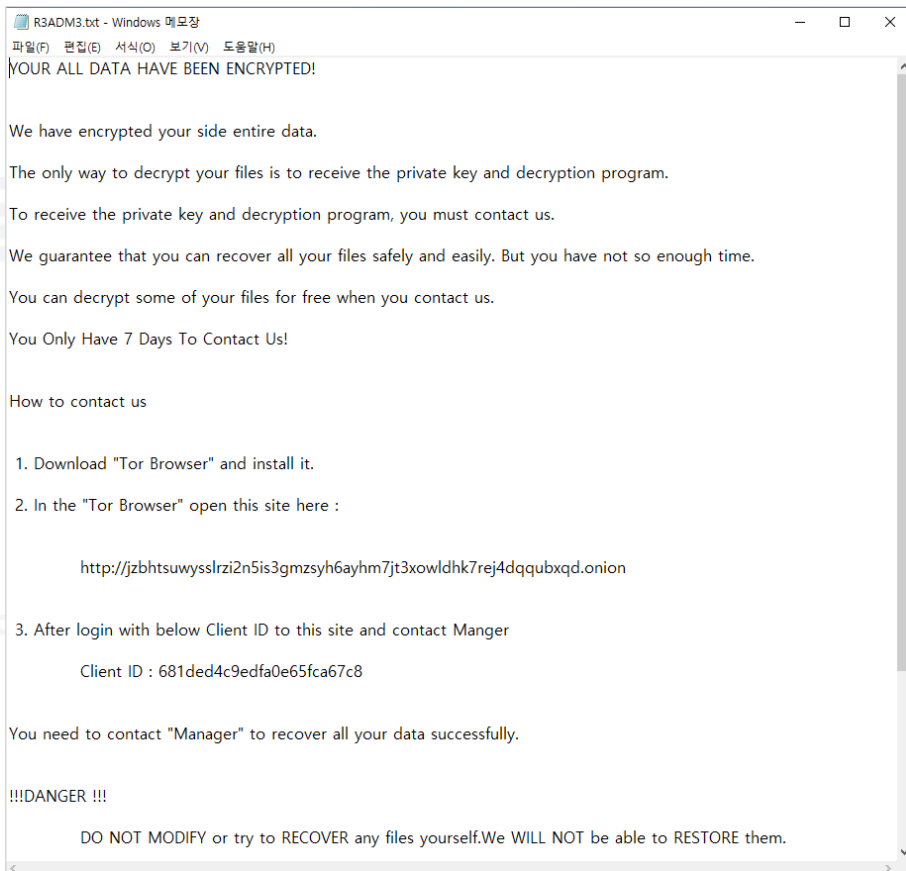 R3ADM3.txt - Windows 메모장
파일(F) 편집(E) 서식(O) 보기(V) 도움말(H)
YOUR ALL DATA HAVE BEEN ENCRYPTED!
We have encrypted your side entire data.
The only way to decrypt your files is to receive the private key and decryption program.
To receive the private key and decryption program, you must contact us.
We guarantee that you can recover all your files safely and easily. But you have not so enough time.
You can decrypt some of your files for free when you contact us.
You Only Have 7 Days To Contact Us!
How to contact us
1. Download "Tor Browser" and install it.
2. In the "Tor Browser" open this site here :
http://jzbhtsuwysslrzi2n5is3gmzsyh6ayhm7jt3xowldhk7rej4dqqubxqd.onion
3. After login with below Client ID to this site and contact Manger
Client ID : 681ded4c9edfa0e65fca67c8
You need to contact "Manager" to recover all your data successfully.
!!!DANGER !!!
DO NOT MODIFY or try to RECOVER any files yourself.We WILL NOT be able to RESTORE them.